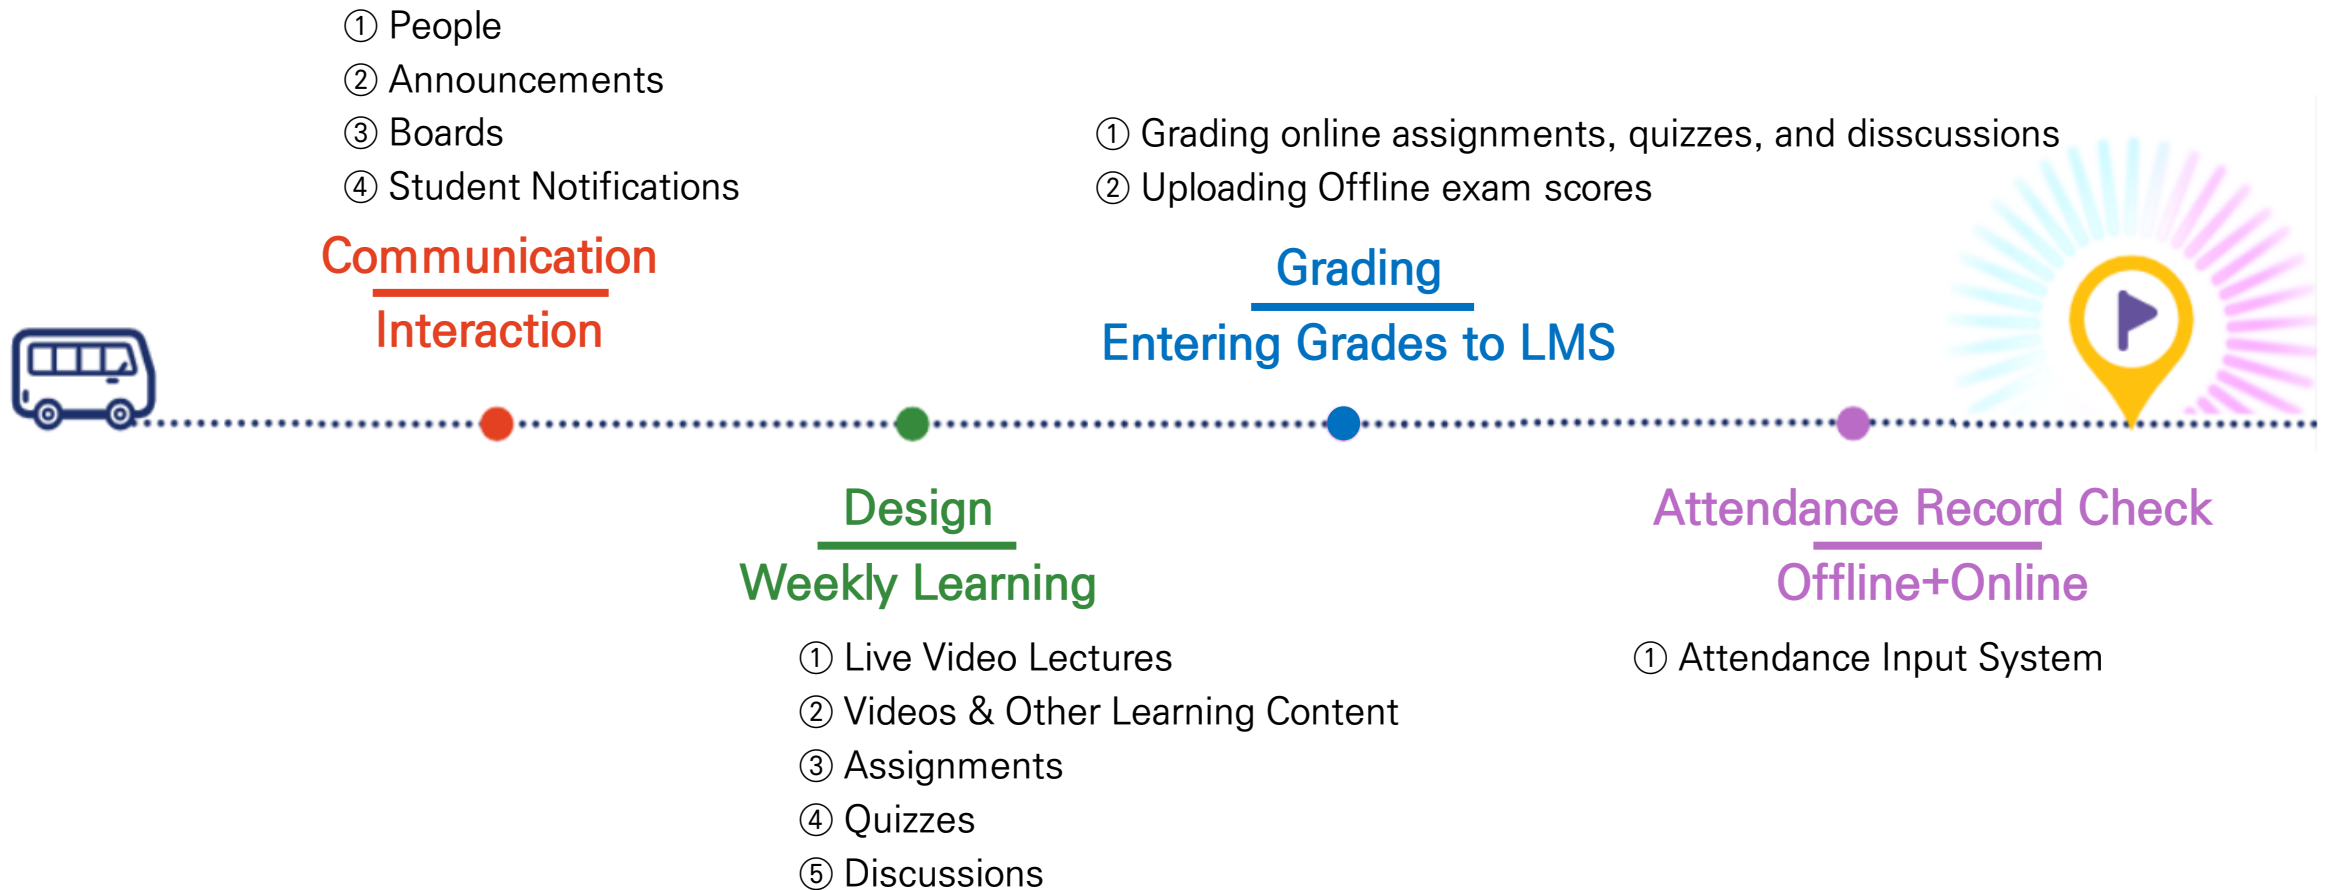 ① People
② Announcements
③ Boards
④ Student Notifications
Communication
Interaction
Design
Weekly Learning
① Live Video Lectures
② Videos & Other Learning Content
③ Assignments
④ Quizzes
⑤ Discussions
① Grading online assignments, quizzes, and disscussions
② Uploading Offline exam scores
Grading
Entering Grades to LMS
Attendance Record Check
Offline+Online
① Attendance Input System